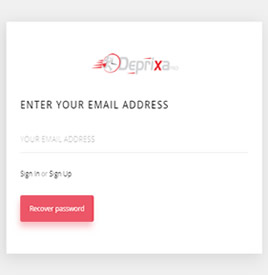 Deprixa
ENTER YOUR EMAIL ADDRESS
YOUR EMAIL ADDRESS
Sign In or Sign Up
Recover password